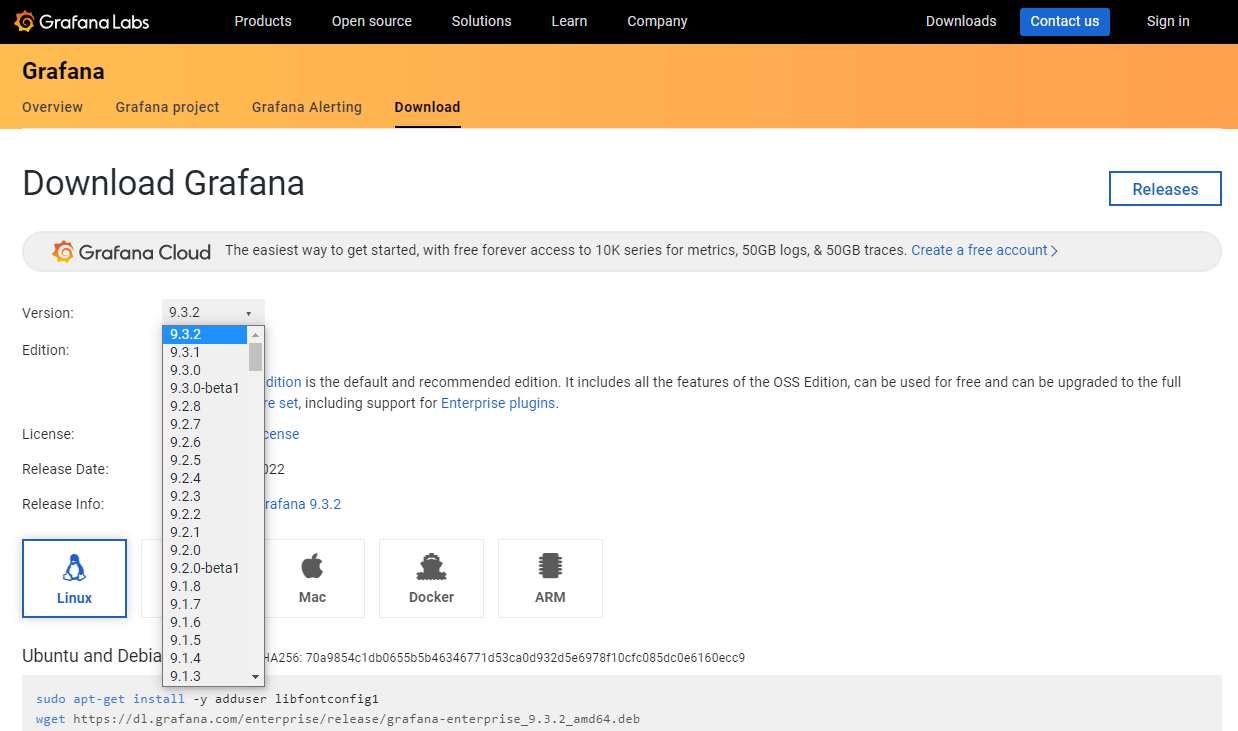 Grafana Labs Products Open source Solutions Learn Company Downloads Contact us Sign in
Grafana
Overview Grafana project Grafana Alerting Download
Download Grafana
Releases
Grafana Cloud The easiest way to get started, with free forever access to 10K series for metrics, 50GB logs, & 50GB traces. Create a free account
Version: 9.3.2
9.3.2
9.3.1
9.3.0
9.3.0-beta1
9.2.8
9.2.7
9.2.6
9.2.5
9.2.4
9.2.3
9.2.2
9.2.1
9.2.0
9.2.0-beta1
9.1.8
9.1.7
9.1.6
9.1.5
9.1.4
9.1.3
Edition:
dition is the default and recommended edition. It includes all the features of the OSS Edition, can be used for free and can be upgraded to the full
re set, including support for Enterprise plugins.
License: cense
Release Date: 022
Release Info: rafana 9.3.2
Linux Mac Docker ARM
Ubuntu and Debia HA256: 70a9854c1db0655b5b46346771d53ca0d932d5e6978f10cfc085dc0e6160ecc9
sudo apt-get install -y adduser libfontconfig1
wget https://dl.grafana.com/enterprise/release/grafana-enterprise_9.3.2_amd64.deb